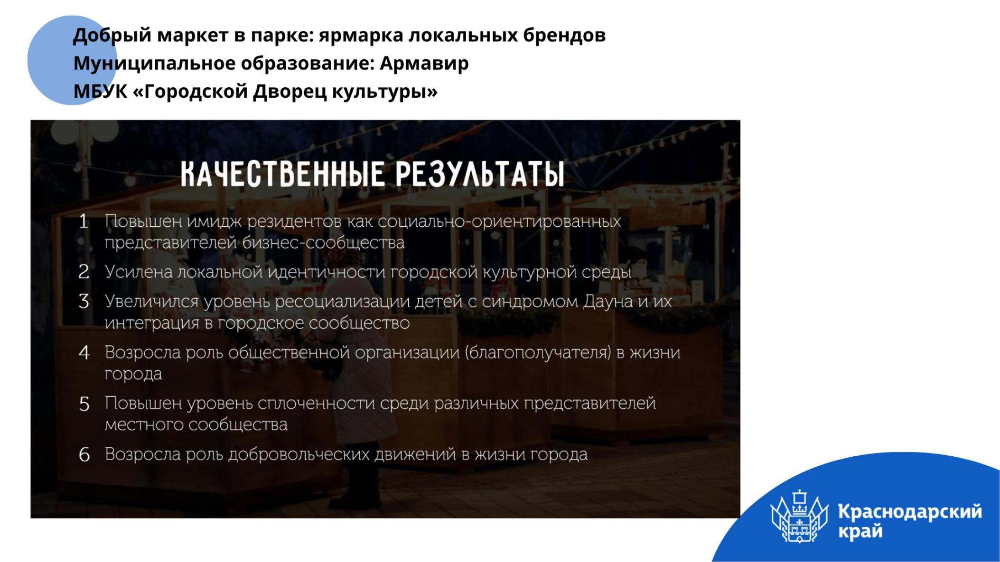 Добрый маркет в парке: ярмарка локальных брендов
Муниципальное образование: Армавир
МБУК «Городской Дворец культуры»
КАЧЕСТВЕННЫЕ РЕЗУЛЬТАТЫ
1 Повышен имидж резидентов как социально-ориентированных
представителей бизнес-сообщества
2 Усилена локальной идентичности городской культурной среды
3 Увеличился уровень ресоциализации детей с синдромом Дауна и их
интеграция в городское сообщество
4 Возросла роль общественной организации (благополучателя) в жизни
города
5 Повышен уровень сплоченности среди различных представителей
местного сообщества
6 Возросла роль добровольческих движений в жизни города
Краснодарский
край